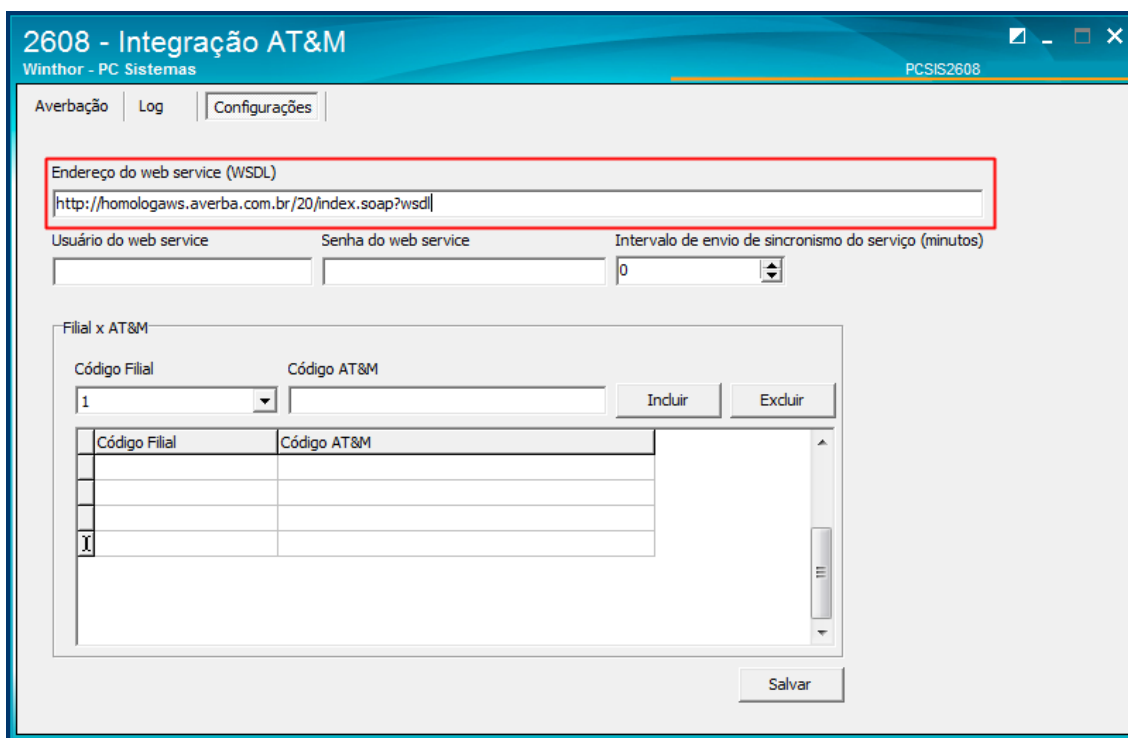 2608 - Integração AT&M
Winthor - PC Sistemas
PCSIS2608
Averbação Log Configurações
Endereço do web service (WSDL)
http://homologaws.averba.com.br/20/index.soap?wsdl
Usuário do web service Senha do web service Intervalo de envio de sincronismo do serviço (minutos)
0
Filial x AT&M
Código Filial Código AT&M
1 Incluir Excluir
Código Filial Código AT&M
Salvar